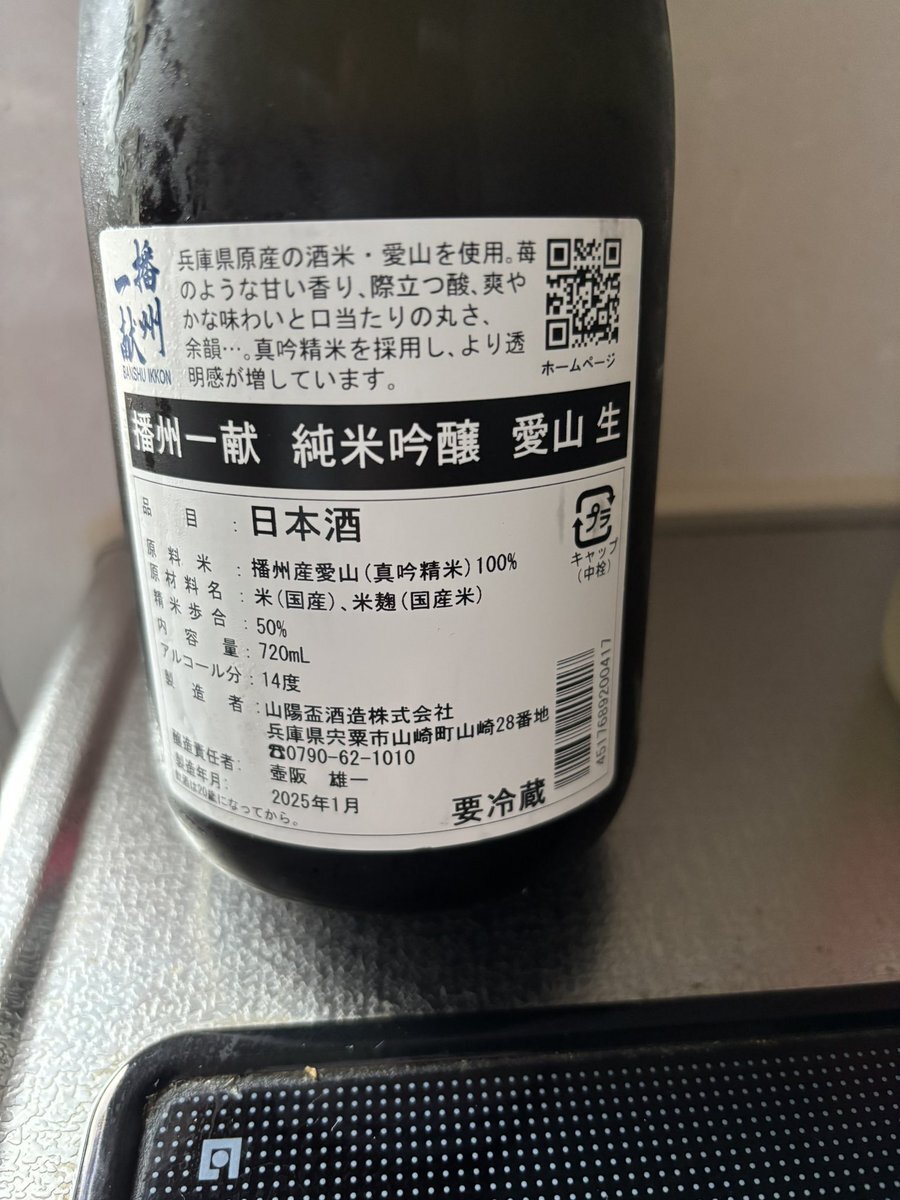 播州
一献
BANSHU IKKON
兵庫県原産の酒米・愛山を使用。苺
のような甘い香り、際立つ酸、爽や
かな味わいと口当たりの丸さ、
余韻…。真吟精米を採用し、より透
明感が増しています。
ホームページ
播州一献 純米吟醸 愛山 生
品目:日本酒
プラ
キャップ
(中栓)
原料米:播州産愛山(真吟精米)100%
原材料名:米(国産)、米麹(国産米)
精米歩合:50%
内容量:720mL
アルコール分:14度
製造者:山陽盃酒造株式会社
兵庫県宍粟市山崎町山崎28番地
☎0790-62-1010
醸造責任者:壺阪 雄一
製造年月:2025年1月
飲酒は20歳になってから。
要冷蔵
4517689200417